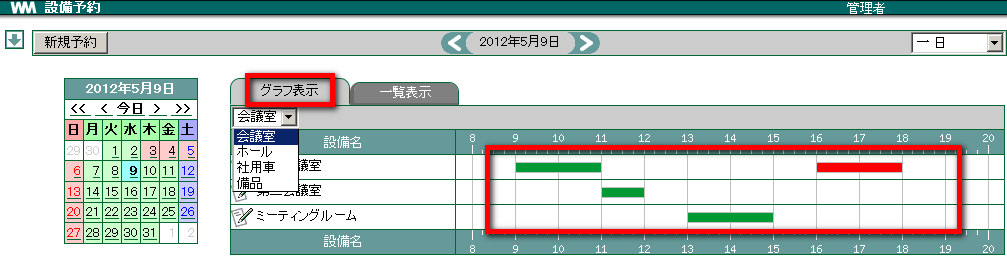 WM 設備予約 管理者
新規予約 2012年5月9日 一日
2012年5月9日
<< < 今日 > >>
日 月 火 水 木 金 土
29 30 1 2 3 4 5
6 7 8 9 10 11 12
13 14 15 16 17 18 19
20 21 22 23 24 25 26
27 28 29 30 31 1 2
グラフ表示 一覧表示
会議室
会議室
ホール
社用車
備品
設備名 8 9 10 11 12 13 14 15 16 17 18 19 20
会議室
会議室
ミーティングルーム
設備名 8 9 10 11 12 13 14 15 16 17 18 19 20